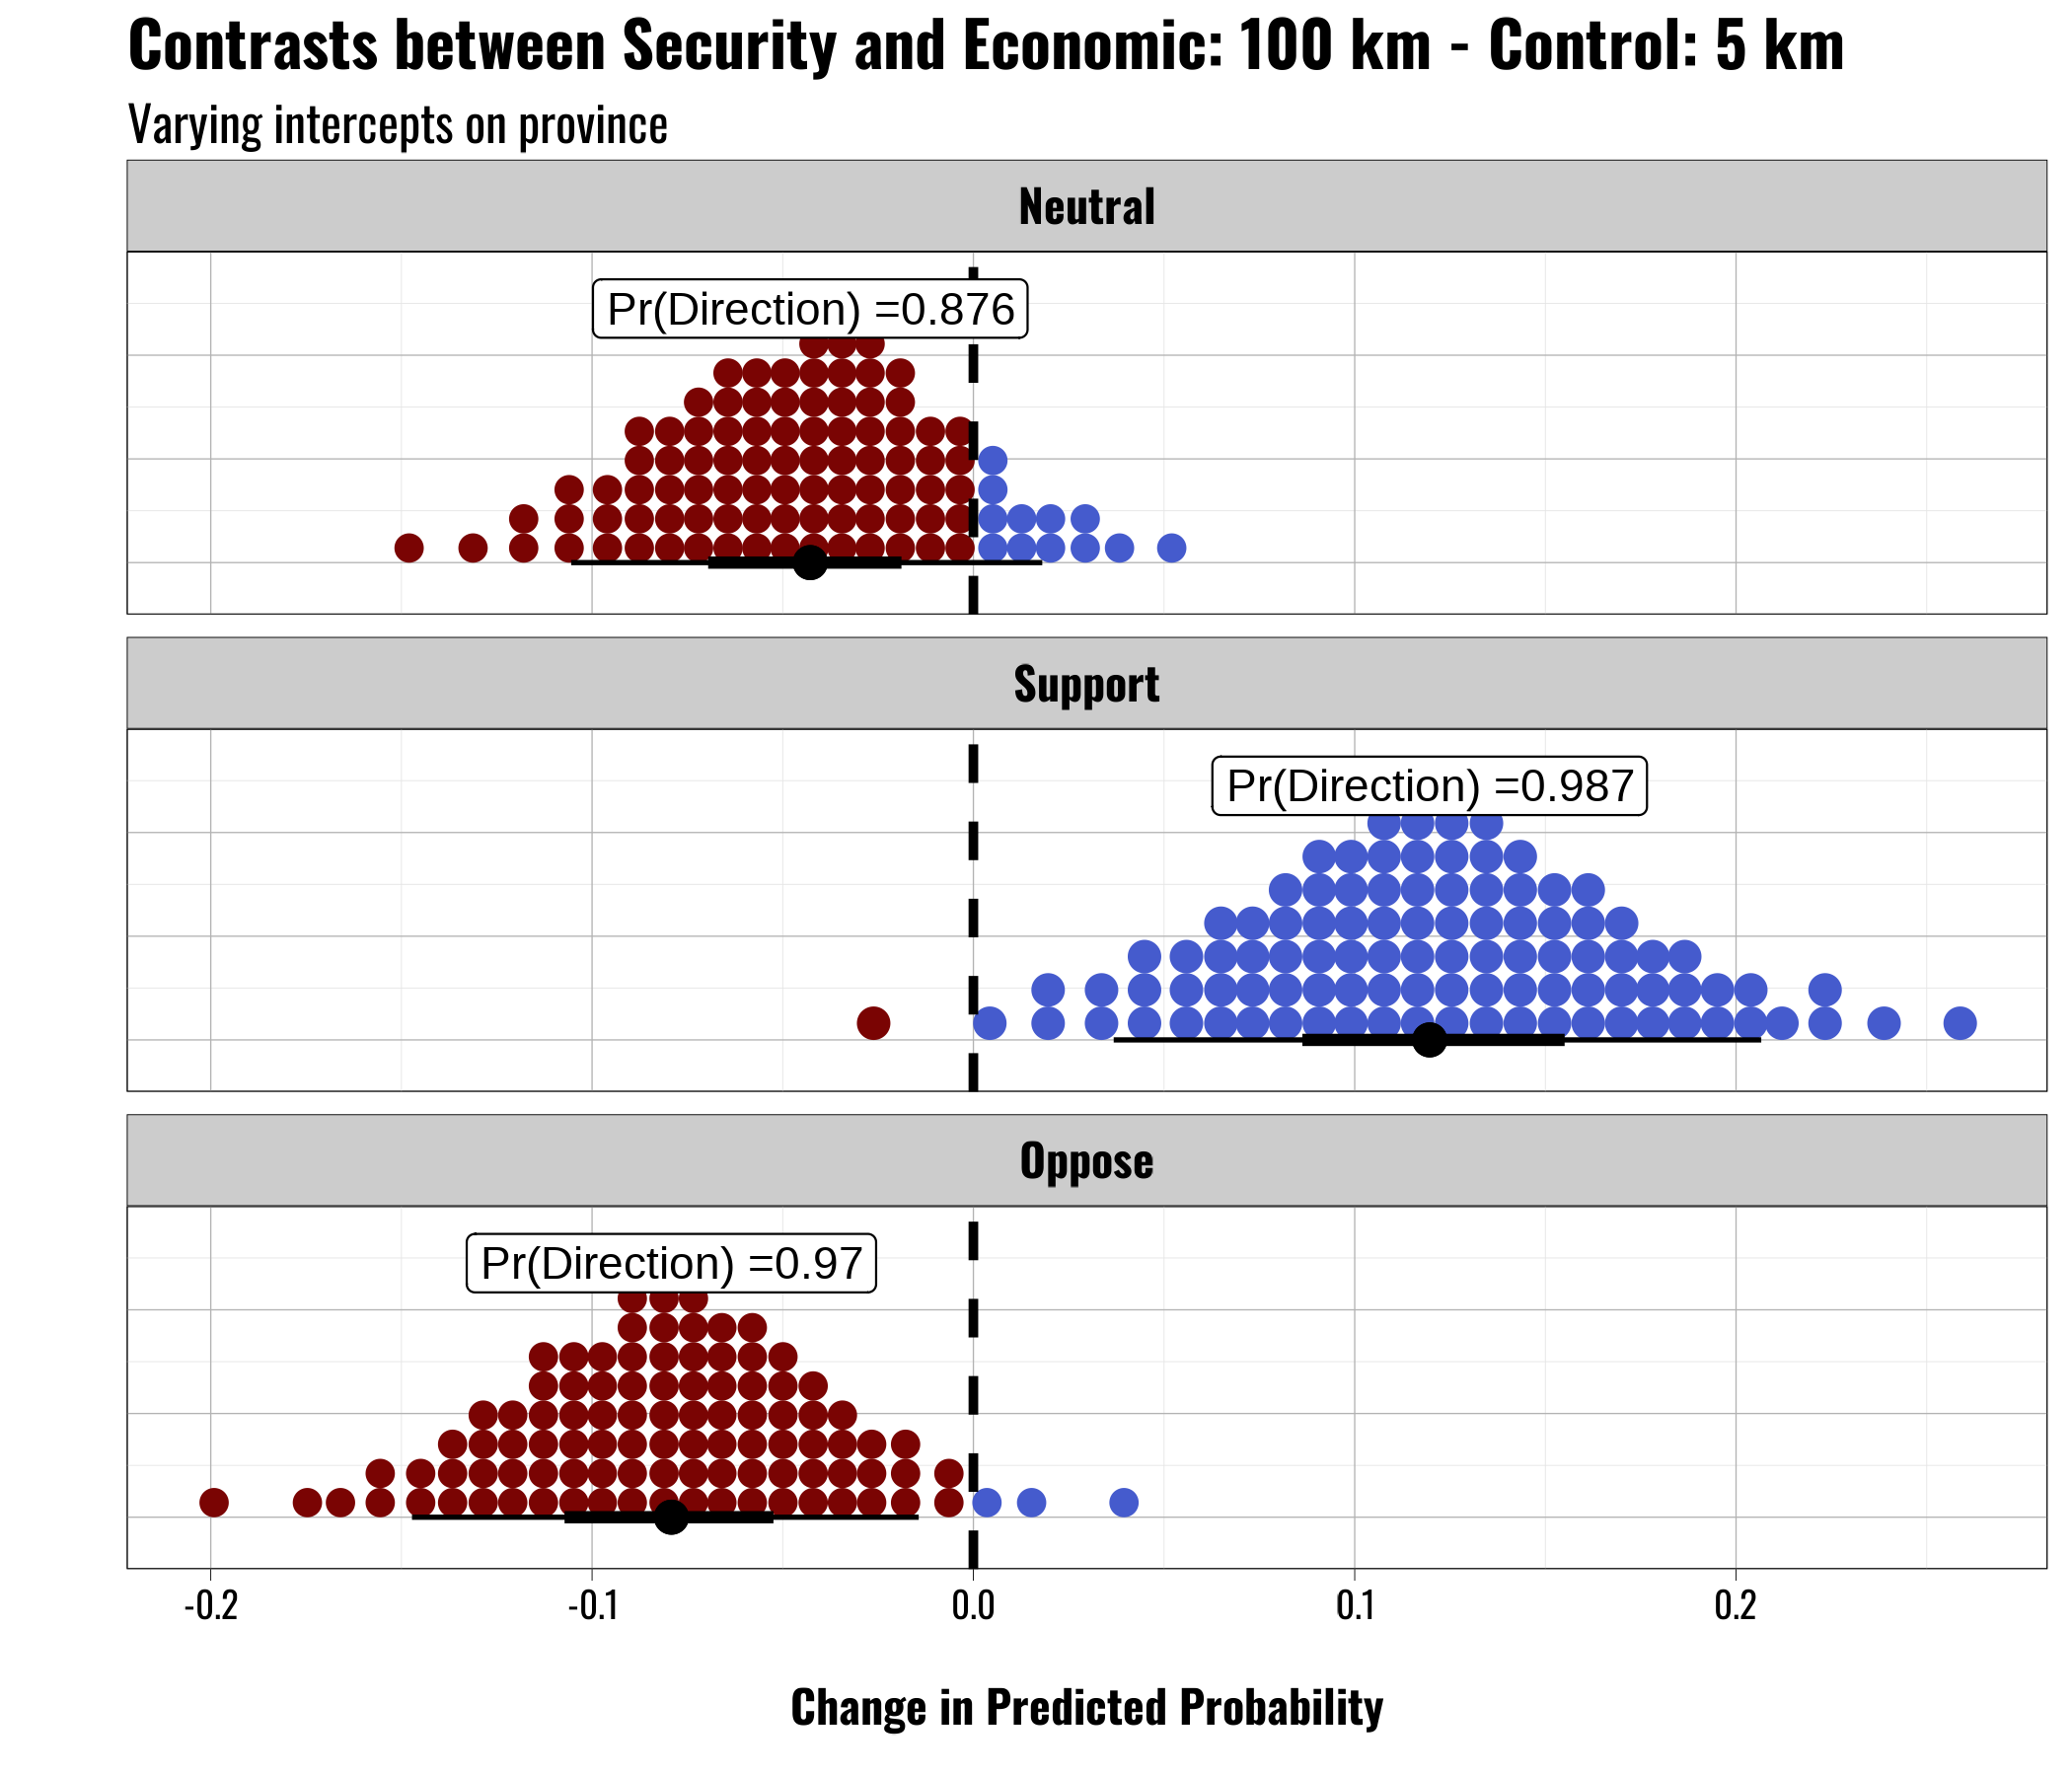 Contrasts between Security and Economic: 100 km - Control: 5 km
Varying intercepts on province
Neutral
Pr(Direction) =0.876
Support
Pr(Direction) =0.987
Oppose
Pr(Direction) =0.97
-0.2 -0.1 0.0 0.1 0.2
Change in Predicted Probability